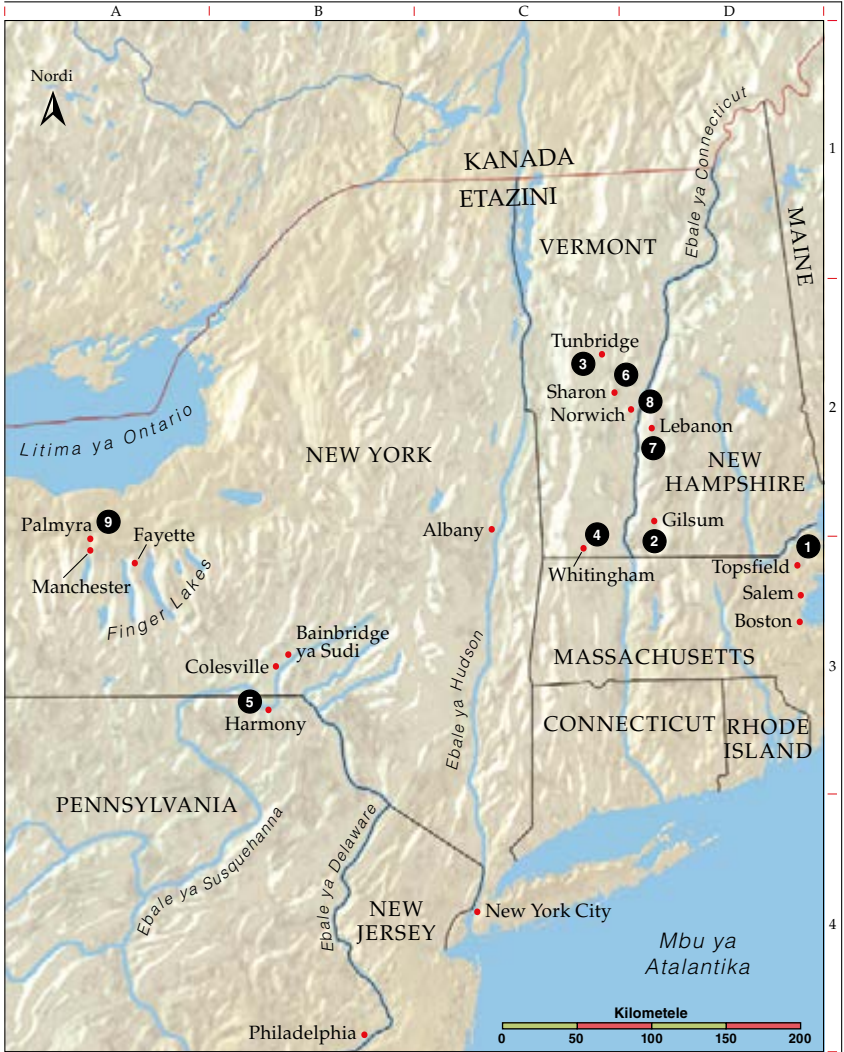 A
B
C
D
Nordi
1
KANADA
ETAZINI
Ebale ya Connecticut
VERMONT
MAINE
Tunbridge
3
6
Sharon
8
Norwich
2
Lebanon
7
Litima ya Ontario
NEW YORK
NEW
HAMPSHIRE
Palmyra
9
Fayette
Albany
4
Gilsum
2
1
Manchester
Whitingham
Topsfield
Salem
Finger Lakes
Boston
Bainbridge
ya Sudi
Colesville
3
MASSACHUSETTS
5
Harmony
Ebale ya Hudson
CONNECTICUT
RHODE
ISLAND
PENNSYLVANIA
Ebale ya Susquehanna
Ebale ya Delaware
NEW
JERSEY
New York City
4
Mbu ya
Atalantika
Kilometele
0 50 100 150 200
Philadelphia